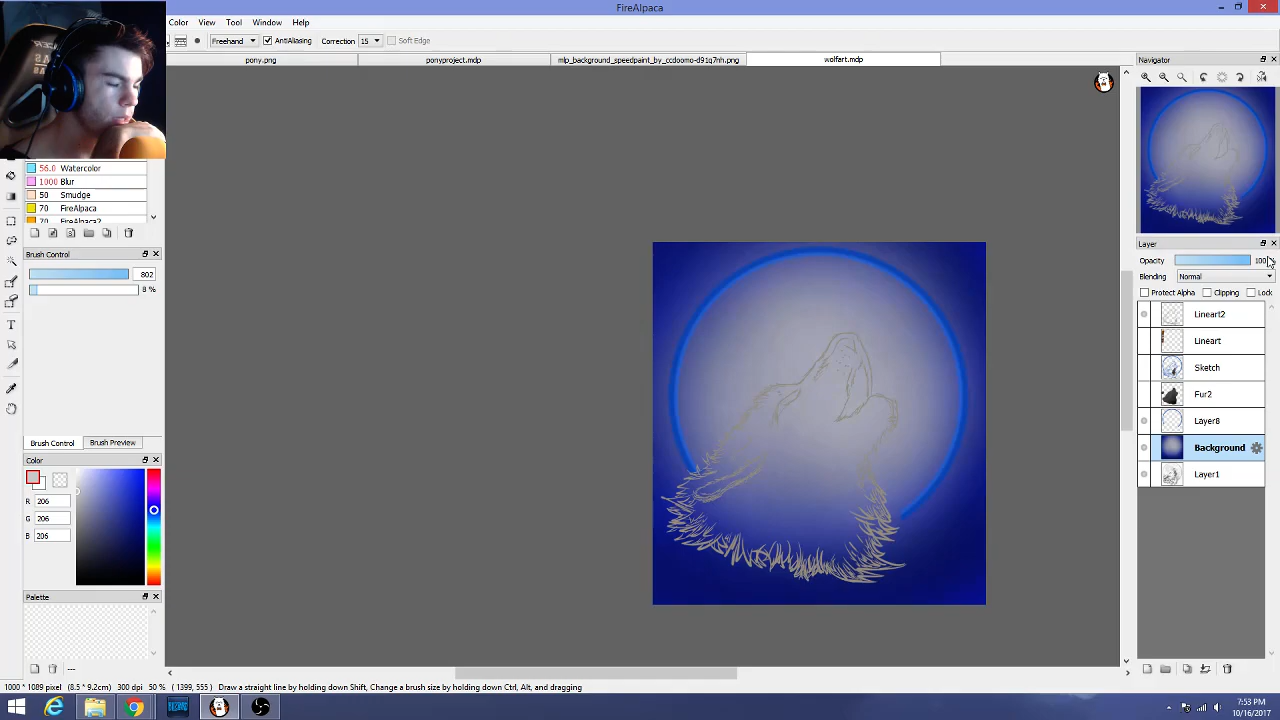 FireAlpaca
Color View Tool Window Help
Freehand AntiAliasing Correction 15 Soft Edge
pony.png ponyproject.mdp mlp_background_speedpaint_by_ccdoomo-d91q7nh.png wolfart.mdp
Navigator
56.0 Watercolor
1000 Blur
50 Smudge
70 FireAlpaca
70 FireAlpaca2
Brush Control
802
8 %
Brush Control Brush Preview
Color
R 206
G 206
B 206
Palette
---
Layer
Opacity 100
Blending Normal
Protect Alpha Clipping Lock
Lineart2
Lineart
Sketch
Fur2
Layer8
Background
Layer1
1000 * 1089 pixel (8.5 * 9.2cm) 300 dpi 50 % (1399, 555) Draw a straight line by holding down Shift, Change a brush size by holding down Ctrl, Alt, and dragging
7:53 PM
10/16/2017